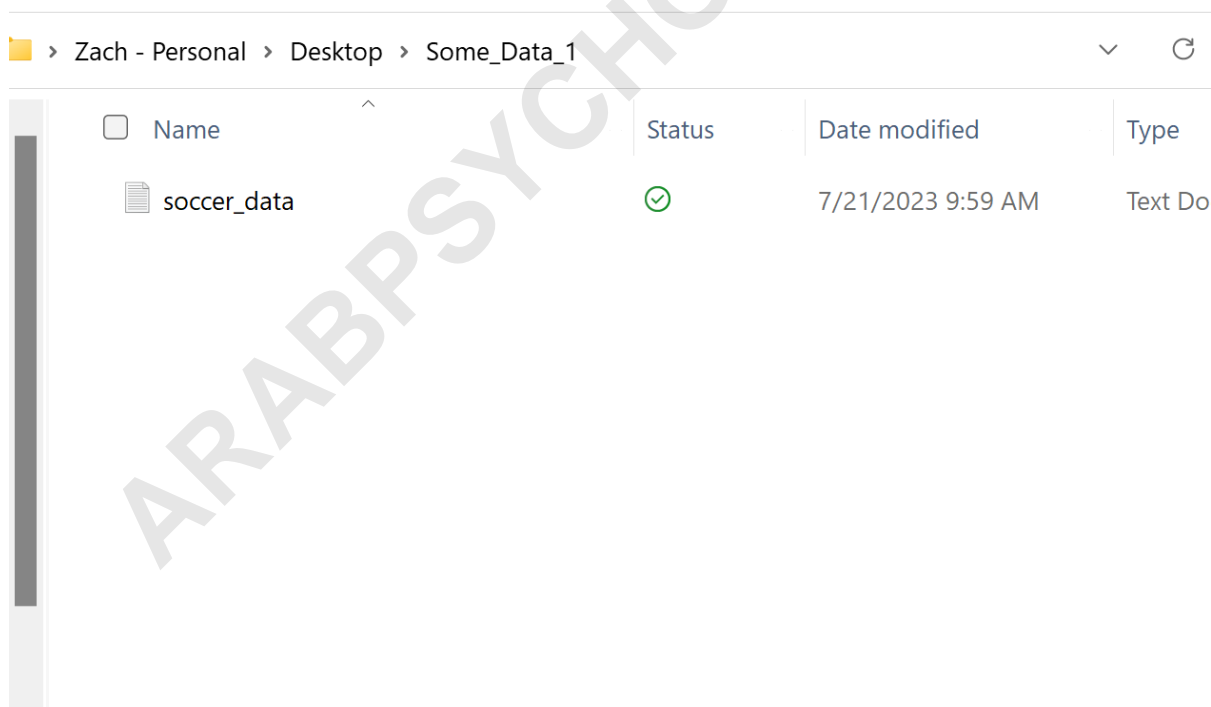 Zach - Personal > Desktop > Some_Data_1
Name Status Date modified Type
soccer_data 7/21/2023 9:59 AM Text Do
ARABPSYCHO